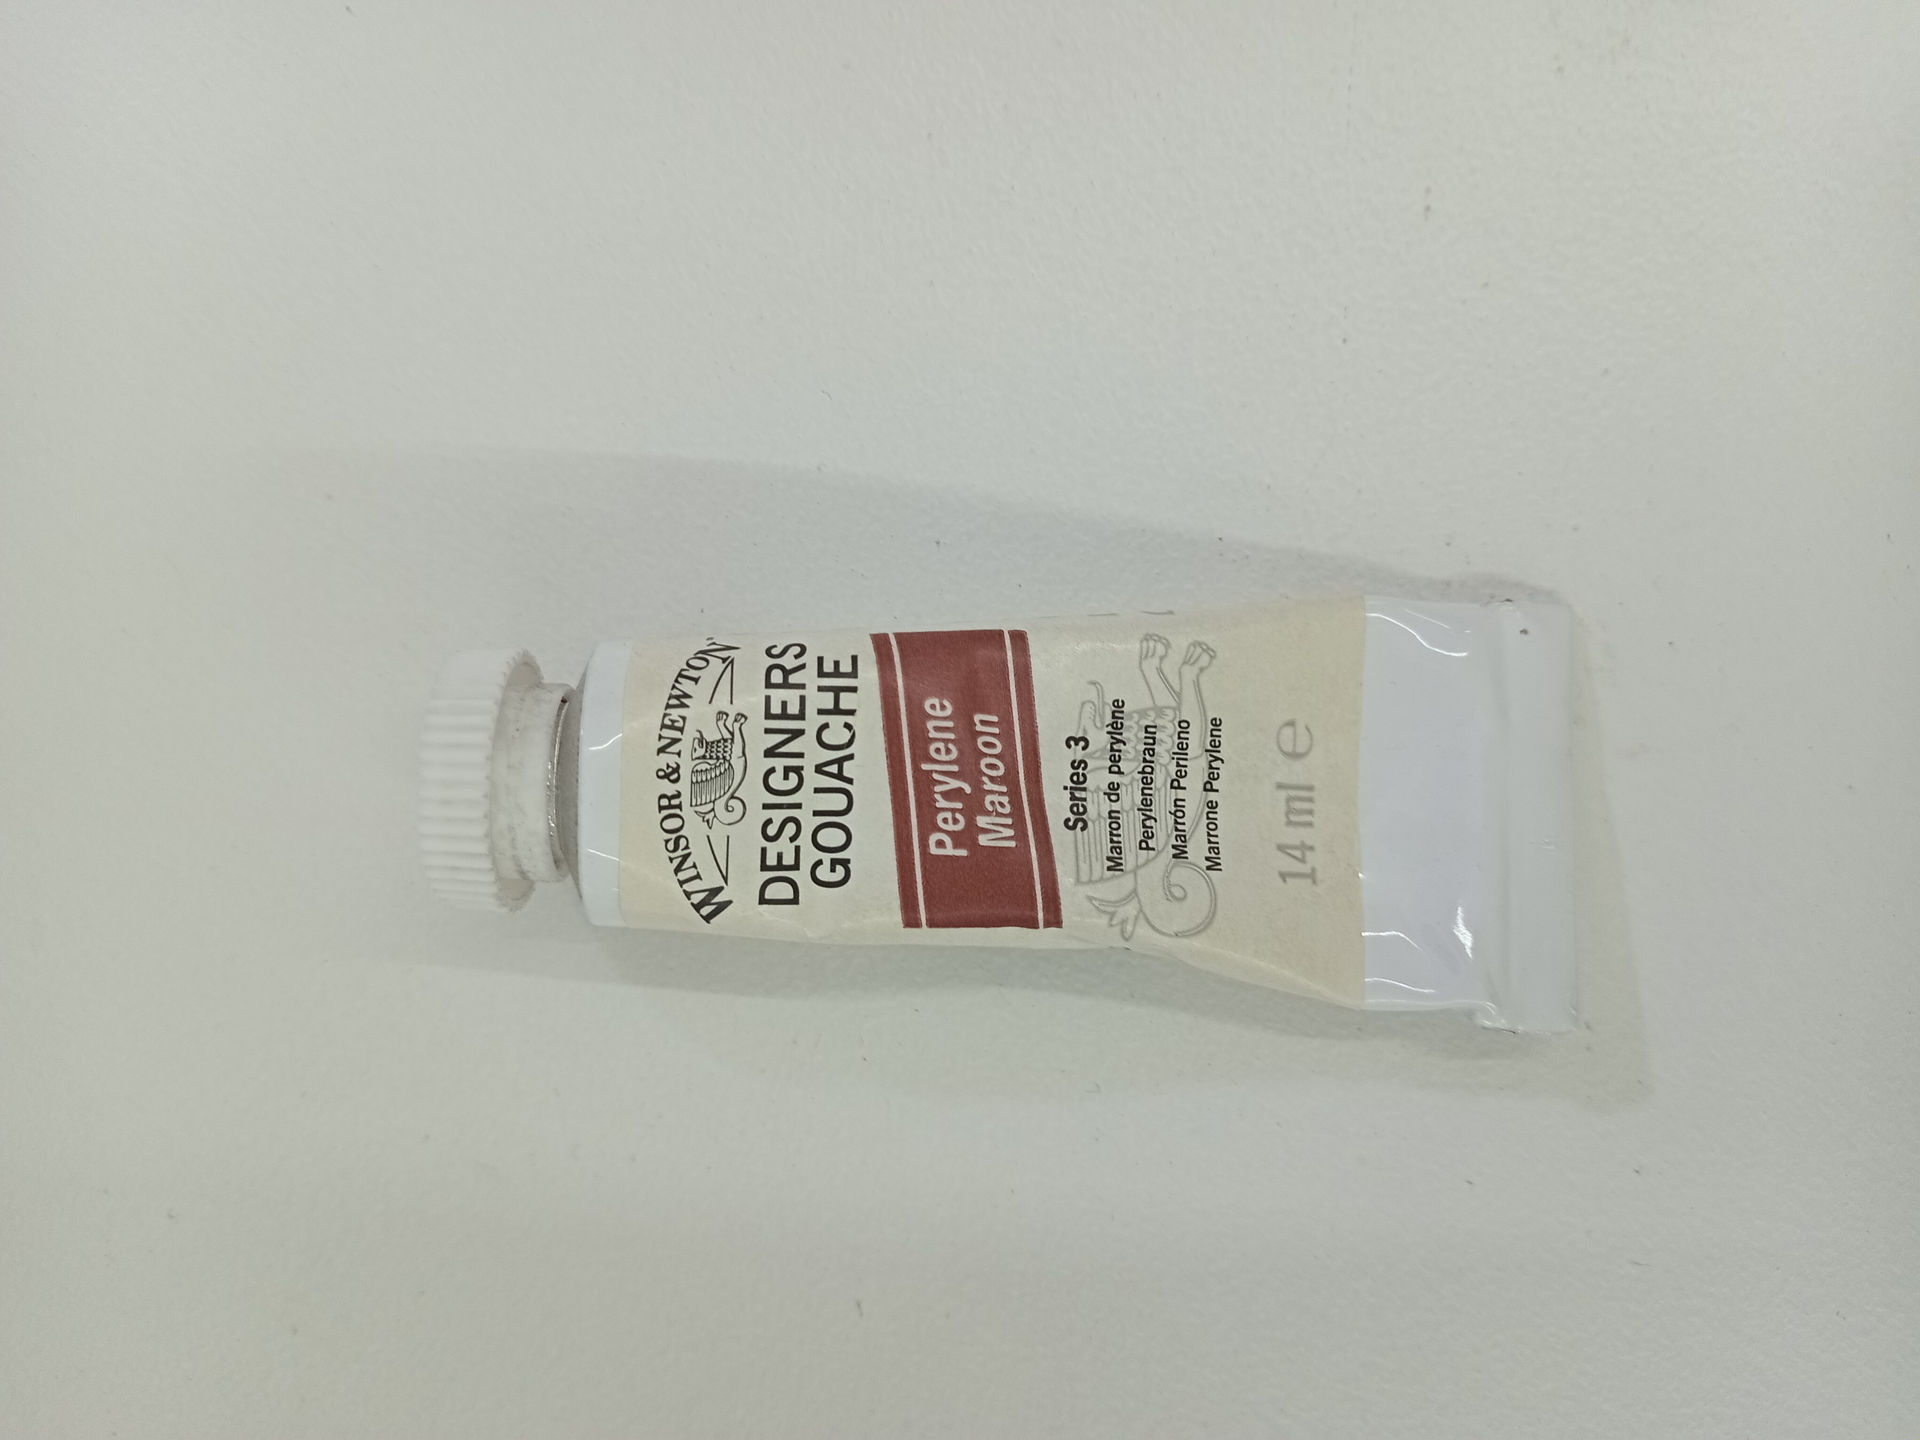 WINSOR & NEWTON
DESIGNERS
GOUACHE
Perylene
Maroon
Series 3
Marron de perylène
Perylenebraun
Marrón Perileno
Marrone Perylene
14 ml ℮